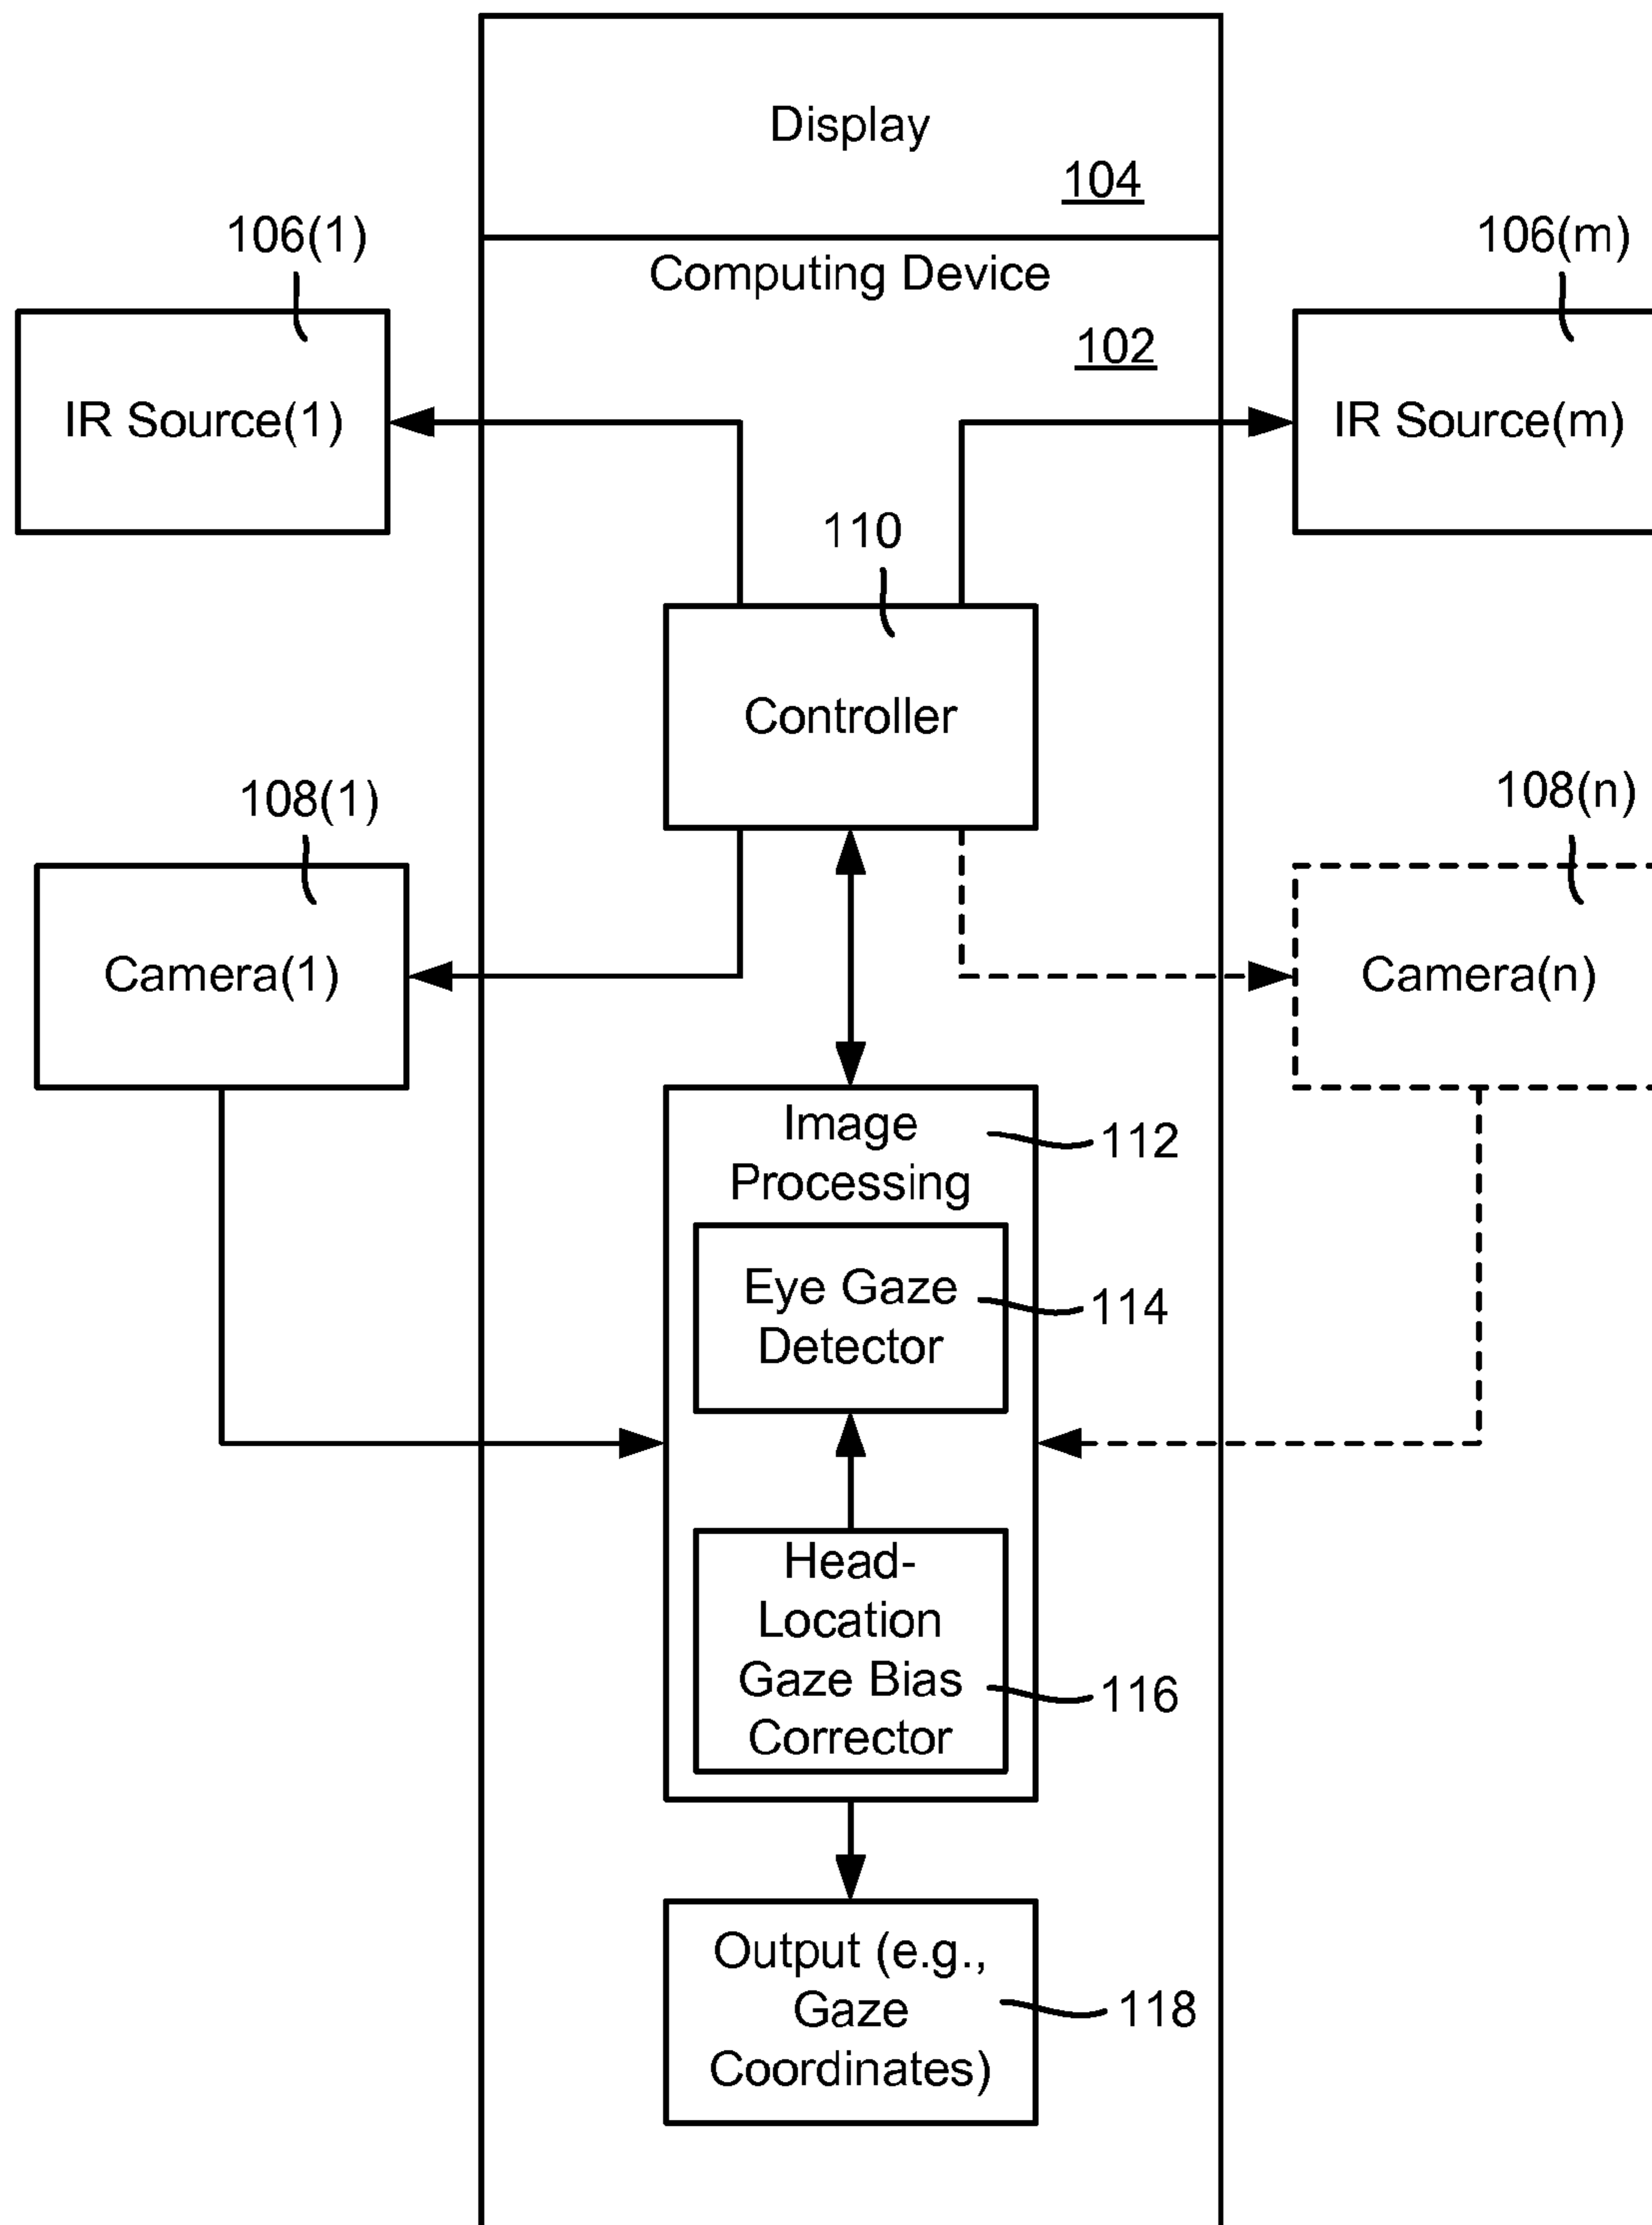 Display
104
106(1)
106(m)
Computing Device
102
IR Source(1)
IR Source(m)
110
Controller
108(1)
108(n)
Camera(1)
Camera(n)
Image
Processing
112
Eye Gaze
Detector
114
Head-
Location
Gaze Bias
Corrector
116
Output (e.g.,
Gaze
Coordinates)
118